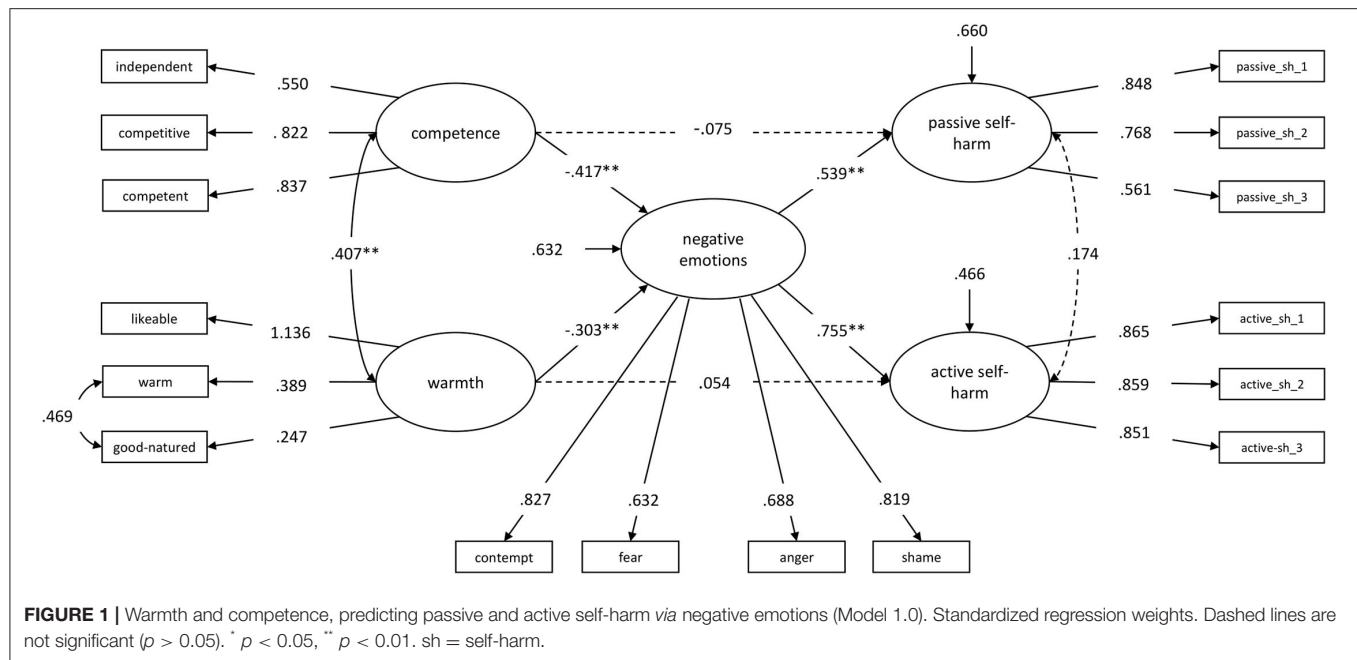 .660
independent
.550
.848
passive_sh_1
competitive
. 822
competence
-.075
passive self-
harm
.768
passive_sh_2
competent
.837
-.417**
.539**
.561
passive_sh_3
.407**
.632
negative
emotions
.174
.466
likeable
1.136
-.303**
.755**
.865
active_sh_1
warm
.389
warmth
.054
active self-
harm
.859
active_sh_2
.469
good-natured
.247
.851
active-sh_3
.827
.632
.688
.819
contempt
fear
anger
shame
FIGURE 1 | Warmth and competence, predicting passive and active self-harm via negative emotions (Model 1.0). Standardized regression weights. Dashed lines are
not significant (p > 0.05). * p < 0.05, ** p < 0.01. sh = self-harm.